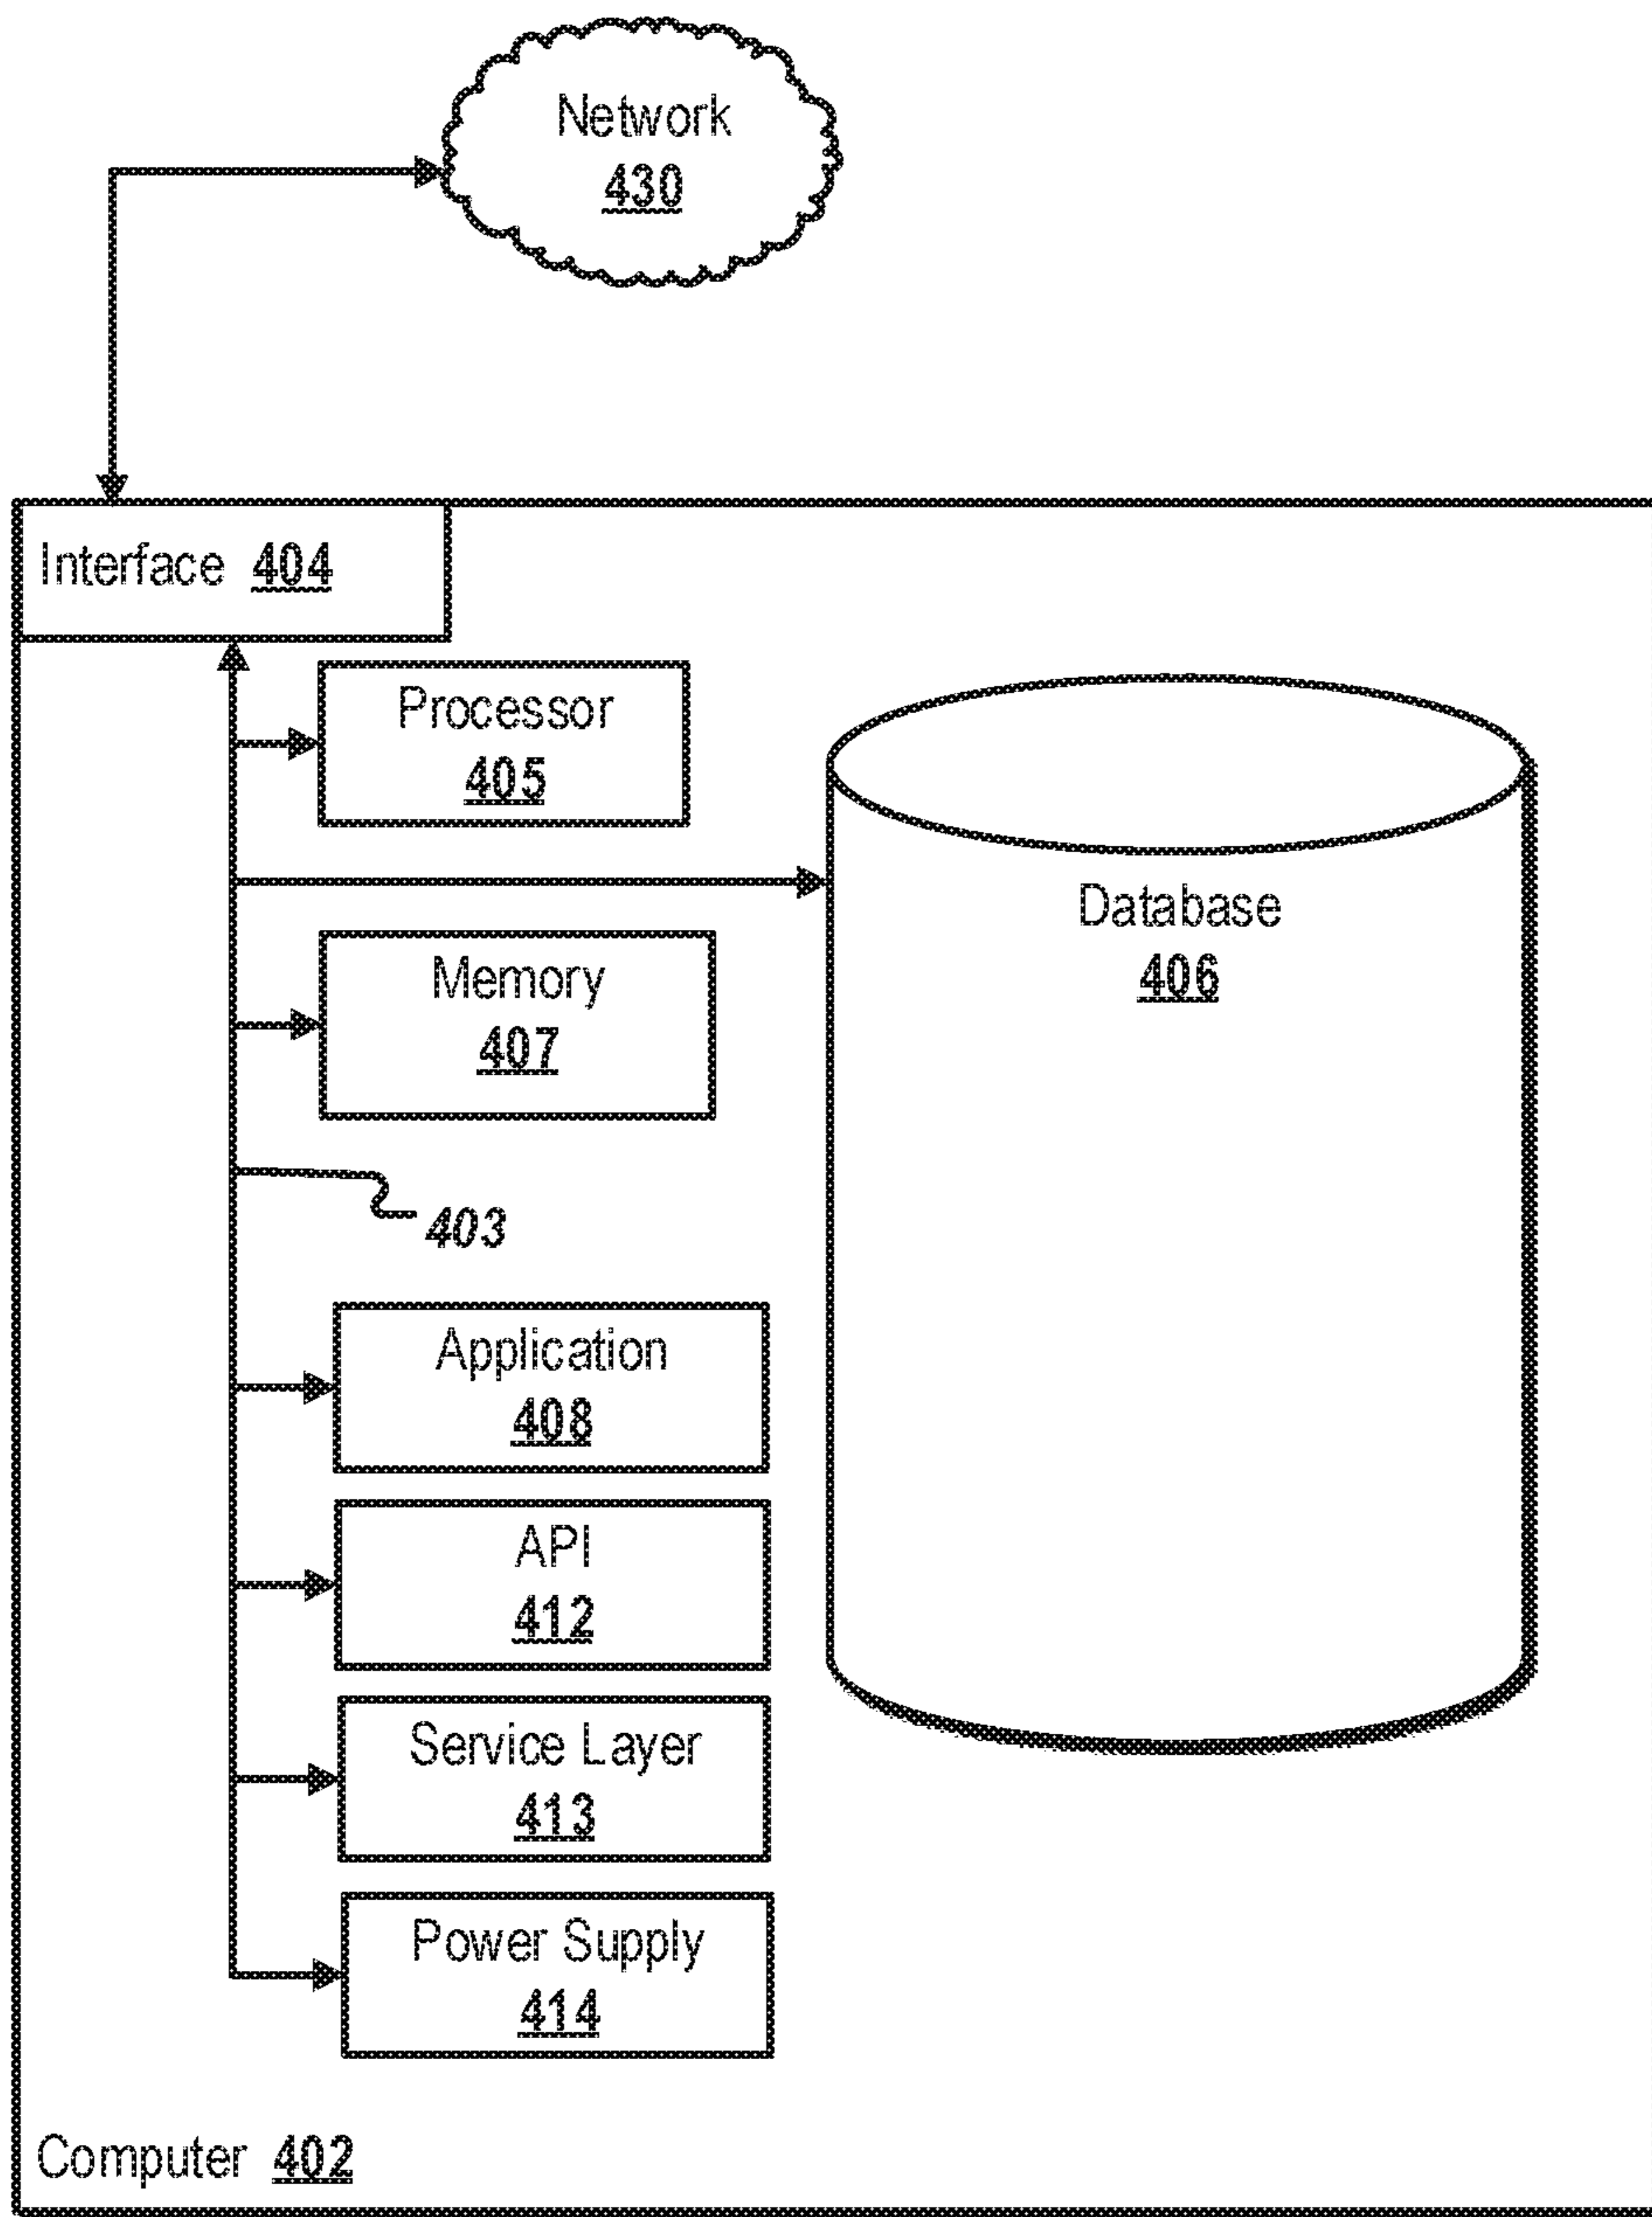 Network
430
Interface 404
Processor
405
Database
406
Memory
407
403
Application
408
API
412
Service Layer
413
Power Supply
414
Computer 402